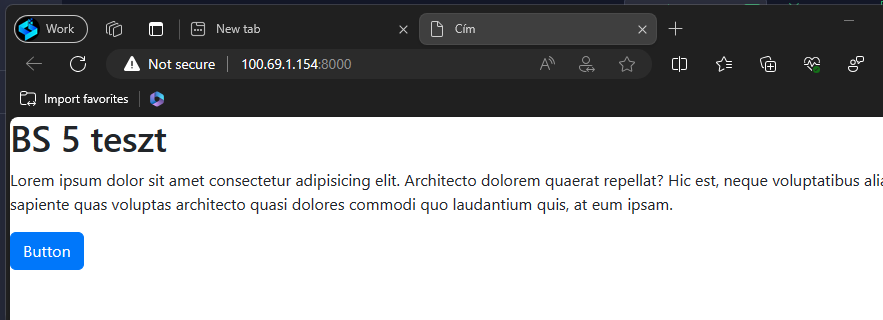 Work
New tab
Cím
Not secure
100.69.1.154:8000
Import favorites
BS 5 teszt
Lorem ipsum dolor sit amet consectetur adipisicing elit. Architecto dolorem quaerat repellat? Hic est, neque voluptatibus
sapiente quas voluptas architecto quasi dolores commodi quo laudantium quis, at eum ipsam.
Button